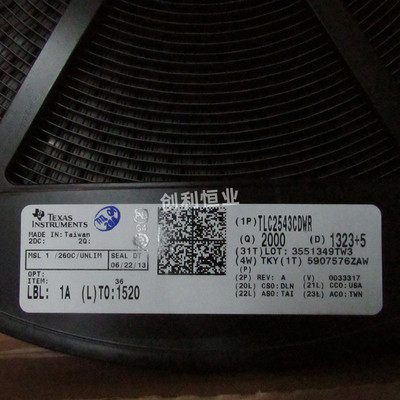 TEXAS
INSTRUMENTS
MADE IN: Taiwan
2DC: 2Q:
MSL 1 /260C/UNLIM
SEAL DT
06/22/13
OPT:
ITEM: 36
LBL: 1A (L)TO:1520
创利恒业
(1P) TLC2543CDWR
(Q) 2000 (D) 1323+5
(31T)LOT: 3551349TW3
(4W) TKY(1T) 5907576ZAW
(P)
(2P) REV: A (V) 0033317
(20L) CSO:DLN (21L) CCO:USA
(22L) ASO:TAI (23L) ACO:TWN